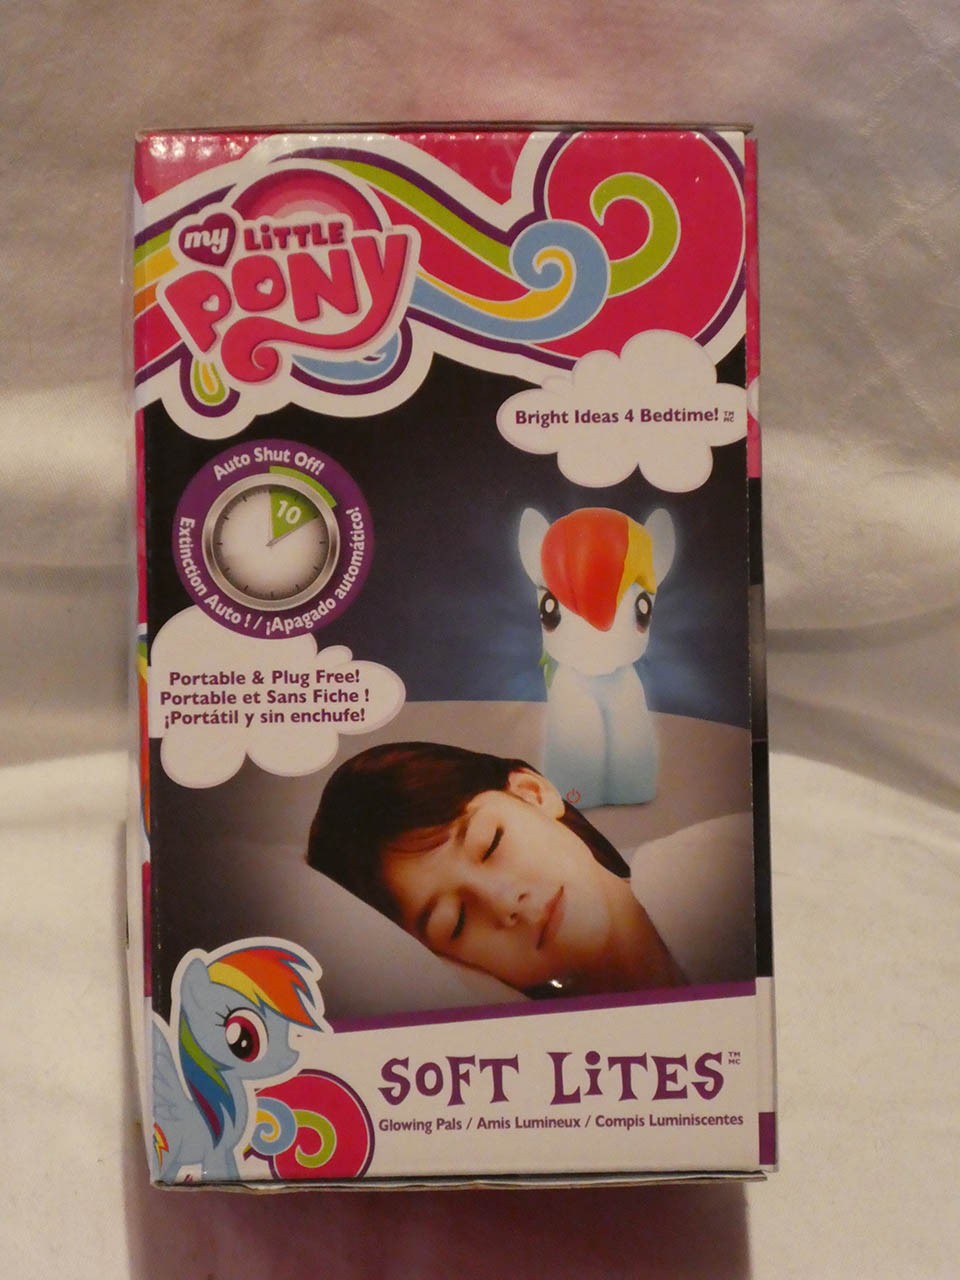 my LiTTLE
PONY
Bright Ideas 4 Bedtime! TM MC
Auto Shut Off!
10
Extinction Auto ! / ¡Apagado automático!
Portable & Plug Free!
Portable et Sans Fiche !
¡Portátil y sin enchufe!
SOFT LiTES TM MC
Glowing Pals / Amis Lumineux / Compis Luminiscentes